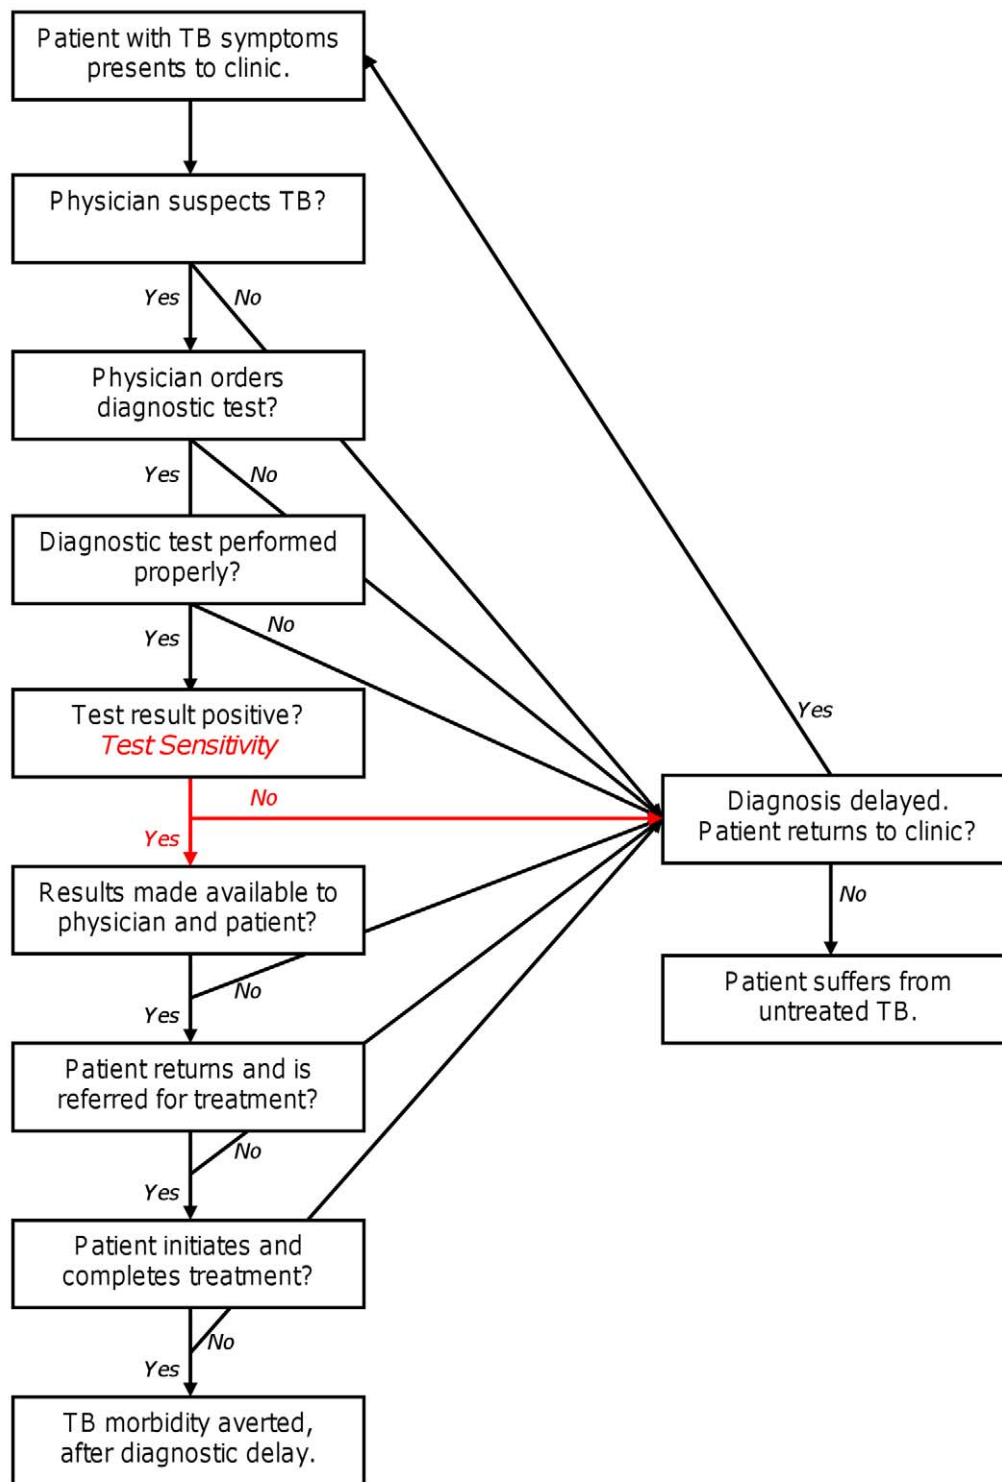 Patient with TB symptoms
presents to clinic.
Physician suspects TB?
Yes
No
Physician orders
diagnostic test?
Yes
No
Diagnostic test performed
properly?
Yes
No
Test result positive?
Test Sensitivity
No
Yes
Results made available to
physician and patient?
No
Yes
Patient returns and is
referred for treatment?
No
Yes
Patient initiates and
completes treatment?
No
Yes
TB morbidity averted,
after diagnostic delay.
Yes
Diagnosis delayed.
Patient returns to clinic?
No
Patient suffers from
untreated TB.